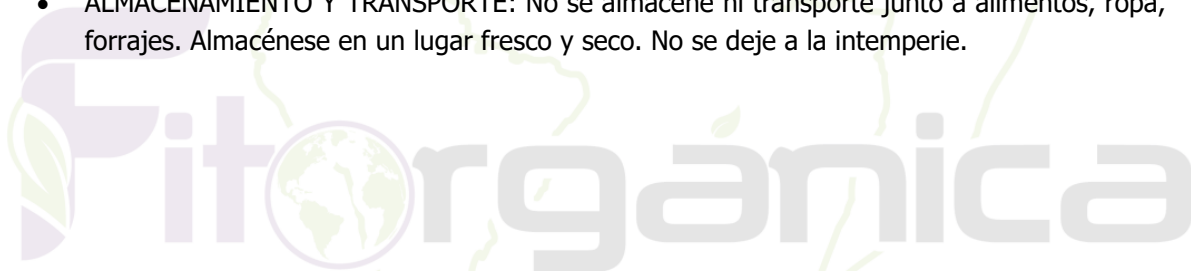 • ALMACENAMIENTO Y TRANSPORTE: No se almacene ni transporte junto a alimentos, ropa,
forrajes. Almacénese en un lugar fresco y seco. No se deje a la intemperie.
Fitorgánica